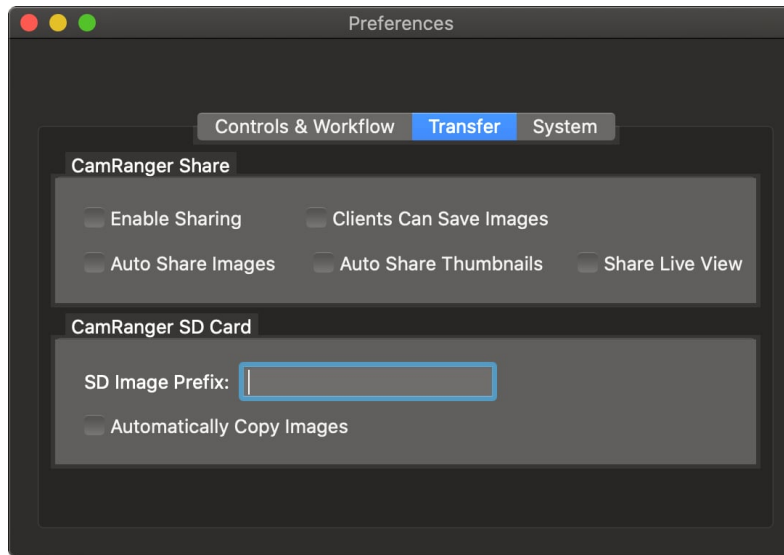 Preferences
Controls & Workflow Transfer System
CamRanger Share
Enable Sharing Clients Can Save Images
Auto Share Images Auto Share Thumbnails Share Live View
CamRanger SD Card
SD Image Prefix:
Automatically Copy Images